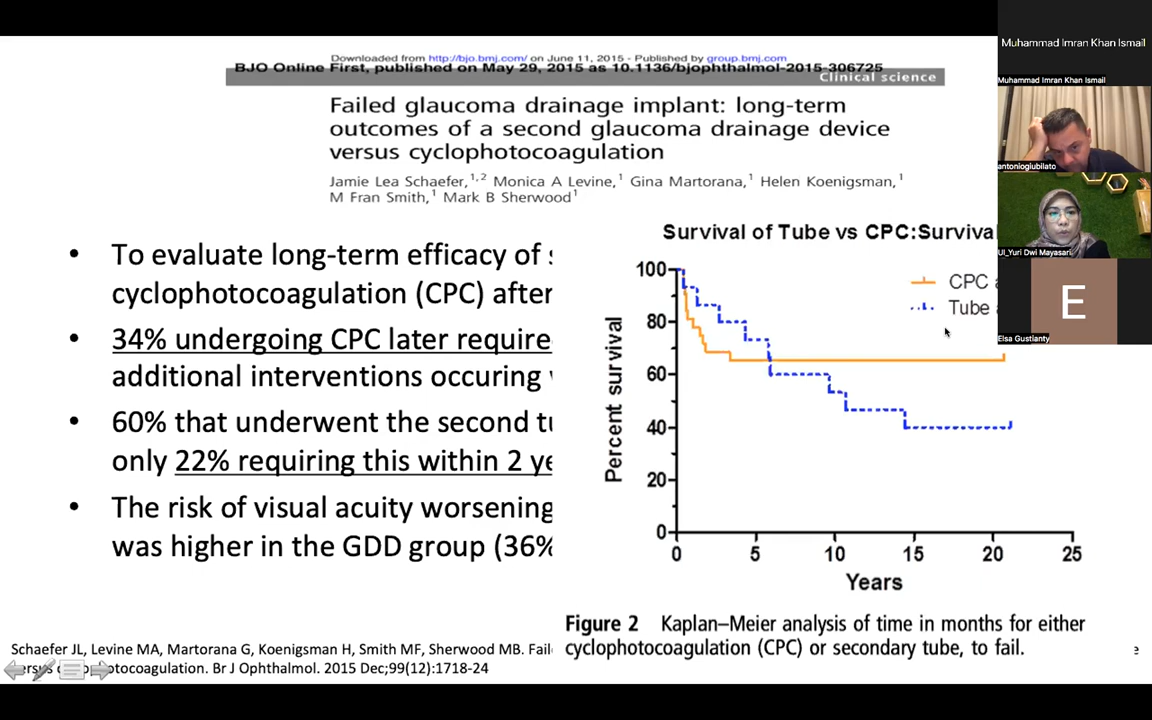 Downloaded from http://bjo.bmj.com/ on June 11, 2015 - Published by group.bmj.com
BJO Online First, published on May 29, 2015 as 10.1136/bjophthalmol-2015-306725
Clinical science
Failed glaucoma drainage implant: long-term
outcomes of a second glaucoma drainage device
versus cyclophotocoagulation
Jamie Lea Schaefer,1,2 Monica A Levine,1 Gina Martorana,1 Helen Koenigsman,1
M Fran Smith,1 Mark B Sherwood1
• To evaluate long-term efficacy of
cyclophotocoagulation (CPC) after
• 34% undergoing CPC later require
additional interventions occuring
• 60% that underwent the second
only 22% requiring this within 2
• The risk of visual acuity worsening
was higher in the GDD group (36%
Survival of Tube vs CPC:Surviva
CPC
Tube
100
80
60
40
20
0
Percent survival
0 5 10 15 20 25
Years
Figure 2 Kaplan–Meier analysis of time in months for either
cyclophotocoagulation (CPC) or secondary tube, to fail.
Schaefer JL, Levine MA, Martorana G, Koenigsman H, Smith MF, Sherwood MB. Fail
otocoagulation. Br J Ophthalmol. 2015 Dec;99(12):1718-24
Muhammad Imran Khan Ismail
Muhammad Imran Khan Ismail
antoniogiubilato
UI_Yuri Dwi Mayasari
E
Elsa Gustianty